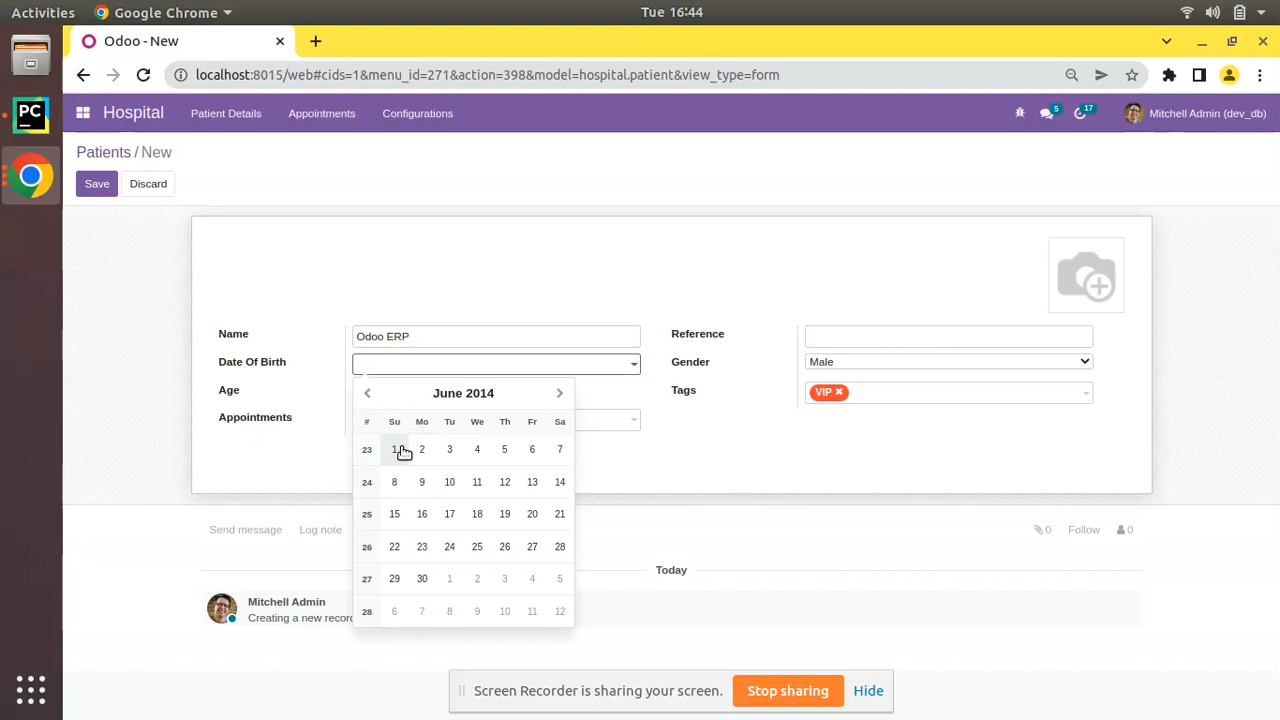 Activities
Google Chrome
Tue 16:44
Odoo - New
localhost:8015/web#cids=1&menu_id=271&action=398&model=hospital.patient&view_type=form
PC
Hospital
Patient Details
Appointments
Configurations
5
17
Mitchell Admin (dev_db)
Patients / New
Save
Discard
Name
Odoo ERP
Reference
Date Of Birth
Gender
Male
Age
Tags
VIP ✖
Appointments
June 2014
# Su Mo Tu We Th Fr Sa
23 1 2 3 4 5 6 7
24 8 9 10 11 12 13 14
25 15 16 17 18 19 20 21
26 22 23 24 25 26 27 28
27 29 30 1 2 3 4 5
28 6 7 8 9 10 11 12
Send message
Log note
0
Follow
0
Today
Mitchell Admin
Creating a new record
Screen Recorder is sharing your screen.
Stop sharing
Hide